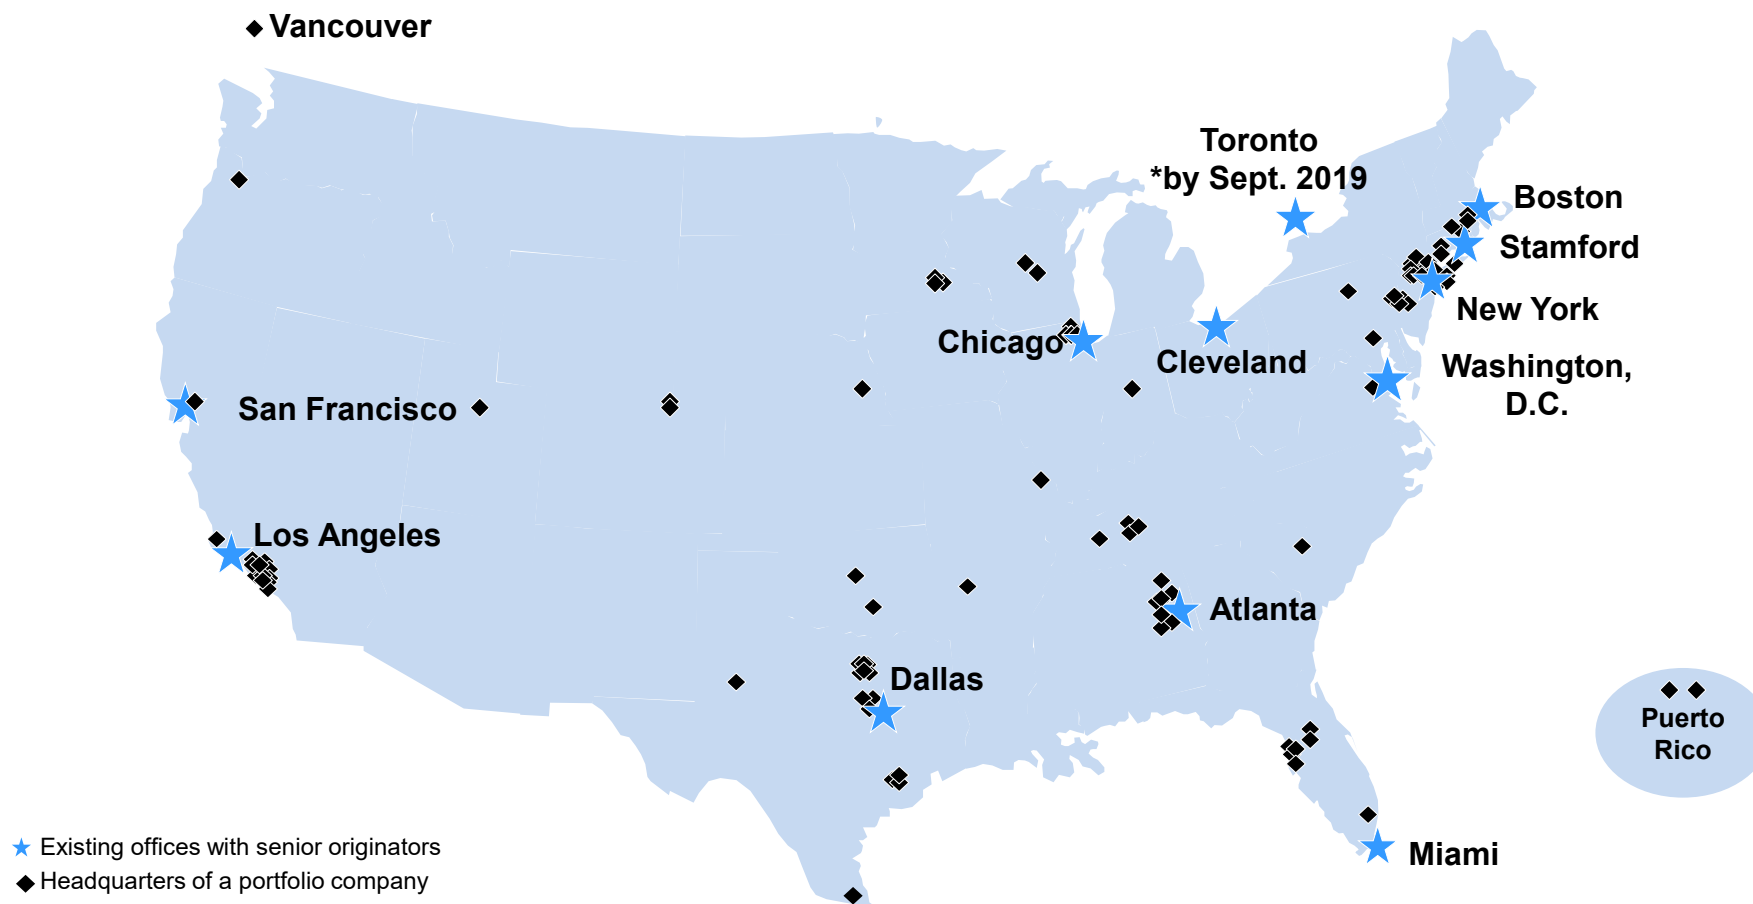 Vancouver
Toronto
*by Sept. 2019
Boston
Stamford
New York
Chicago
Cleveland
Washington,
D.C.
San Francisco
Los Angeles
Atlanta
Dallas
Puerto
Rico
Miami
Existing offices with senior originators
Headquarters of a portfolio company